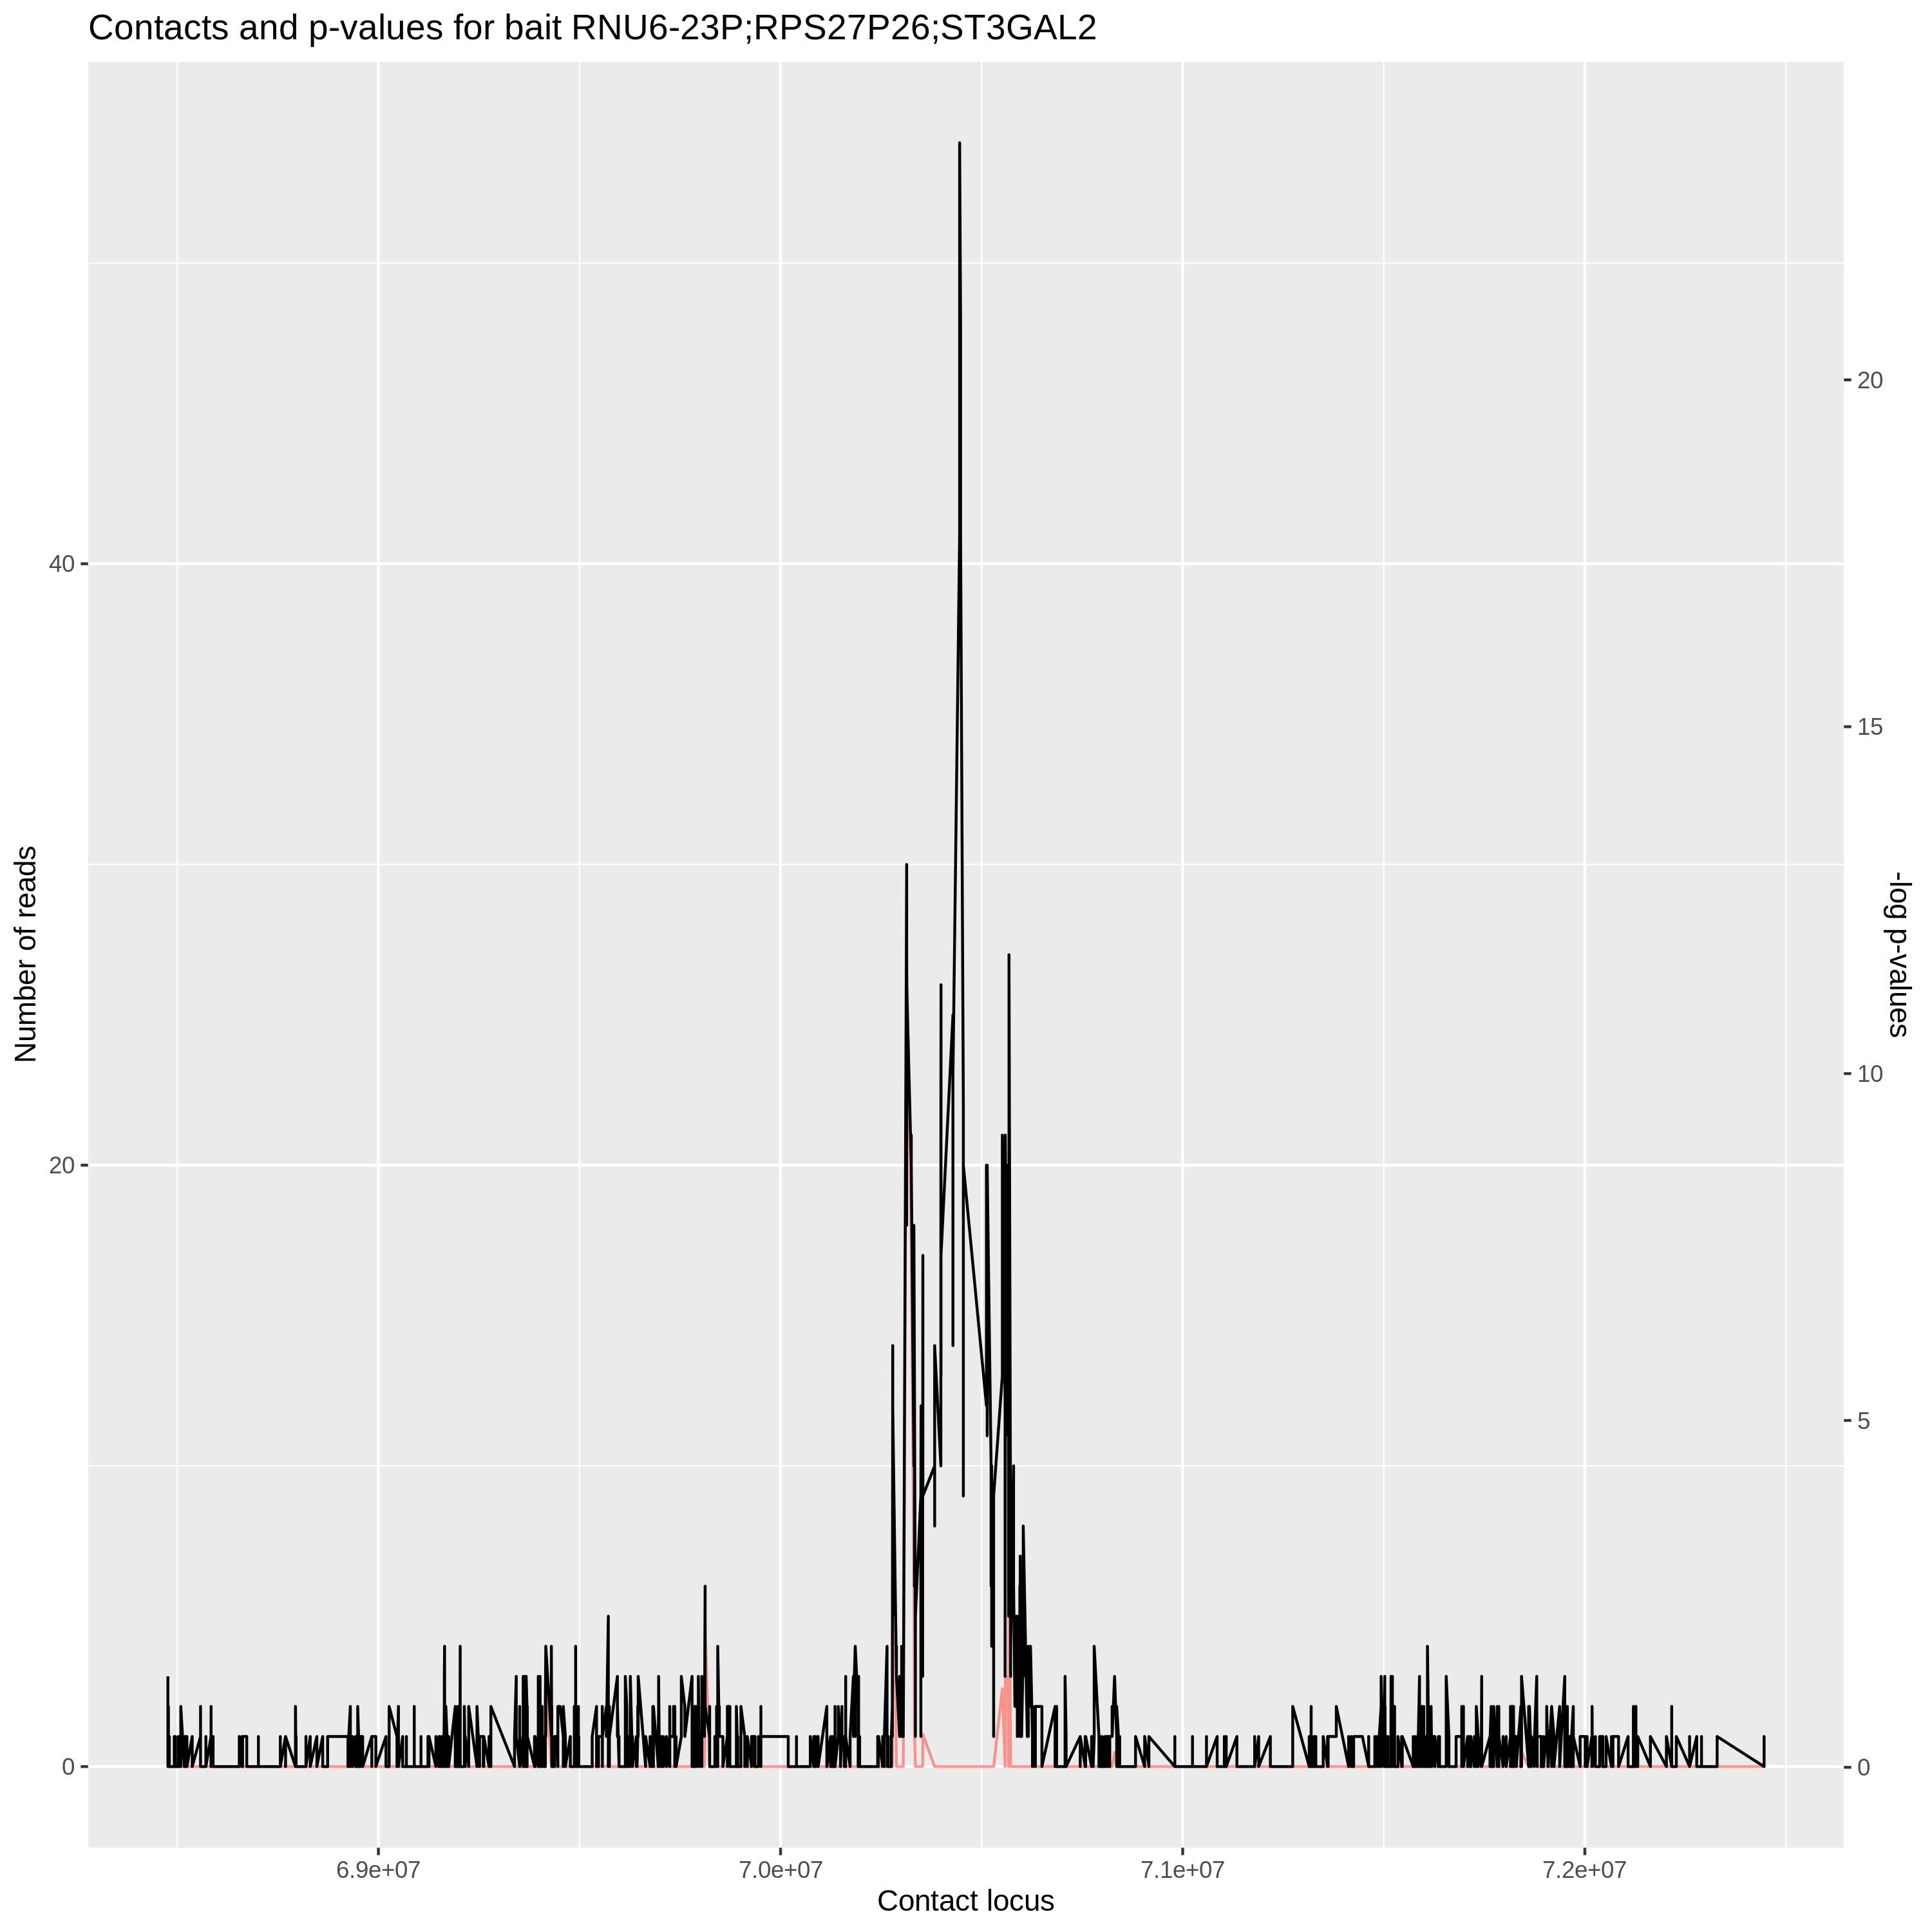 Contacts and p-values for bait RNU6-23P;RPS27P26;ST3GAL2
Number of reads
40
20
0
20
15
10
5
0
-log p-values
6.9e+07
7.0e+07
7.1e+07
7.2e+07
Contact locus